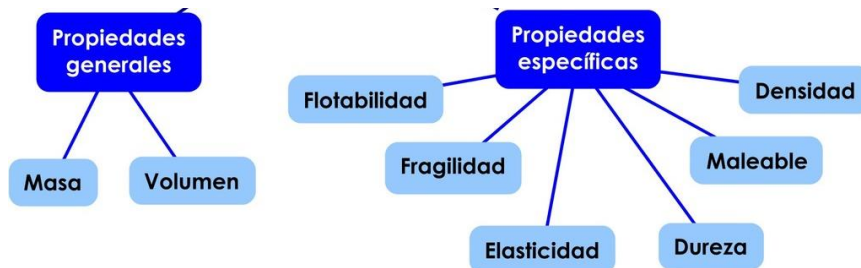 Propiedades
generales
Masa
Volumen
Propiedades
específicas
Flotabilidad
Densidad
Fragilidad
Maleable
Elasticidad
Dureza